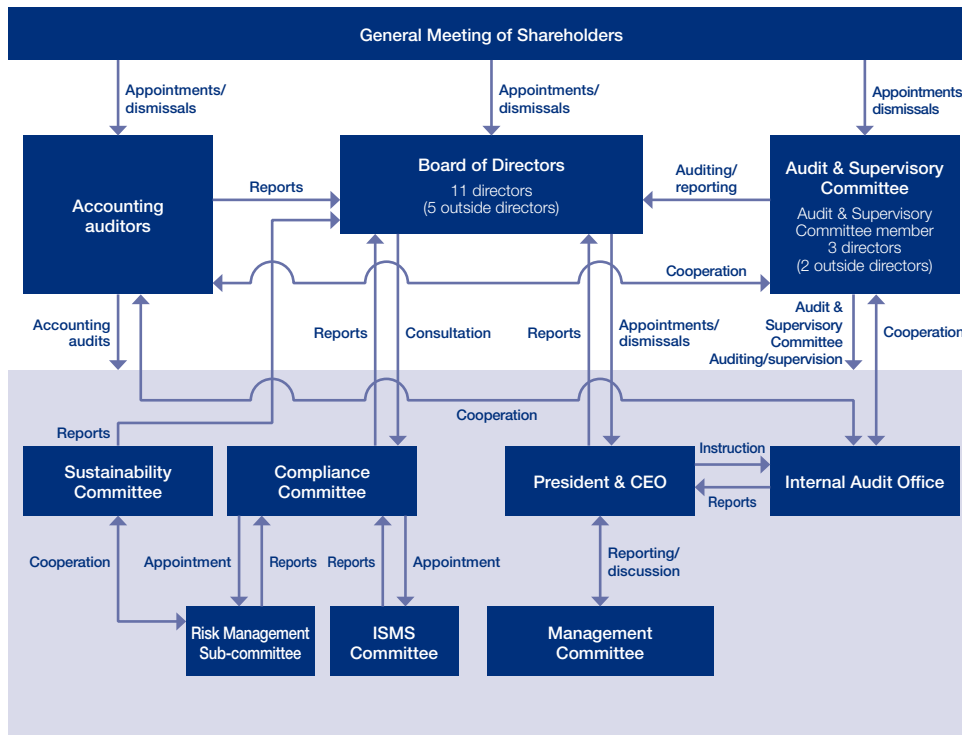 General Meeting of Shareholders
Appointments/
dismissals
Appointments/
dismissals
Appointments
dismissals
Accounting
auditors
Reports
Board of Directors
11 directors
(5 outside directors)
Auditing/
reporting
Audit & Supervisory
Committee
Audit & Supervisory
Committee member
3 directors
(2 outside directors)
Cooperation
Accounting
audits
Reports
Consultation
Reports
Appointments/
dismissals
Audit &
Supervisory
Committee
Auditing/supervision
Cooperation
Cooperation
Reports
Sustainability
Committee
Compliance
Committee
President & CEO
Instruction
Reports
Internal Audit Office
Cooperation
Appointment
Reports
Reports
Appointment
Reporting/
discussion
Risk Management
Sub-committee
ISMS
Committee
Management
Committee